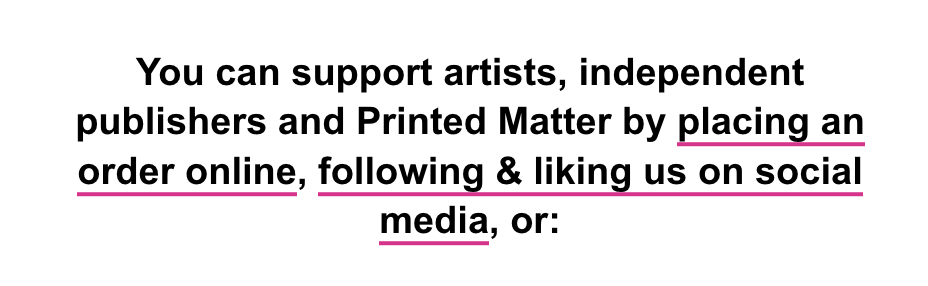 You can support artists, independent
publishers and Printed Matter by placing an
order online, following & liking us on social
media, or: